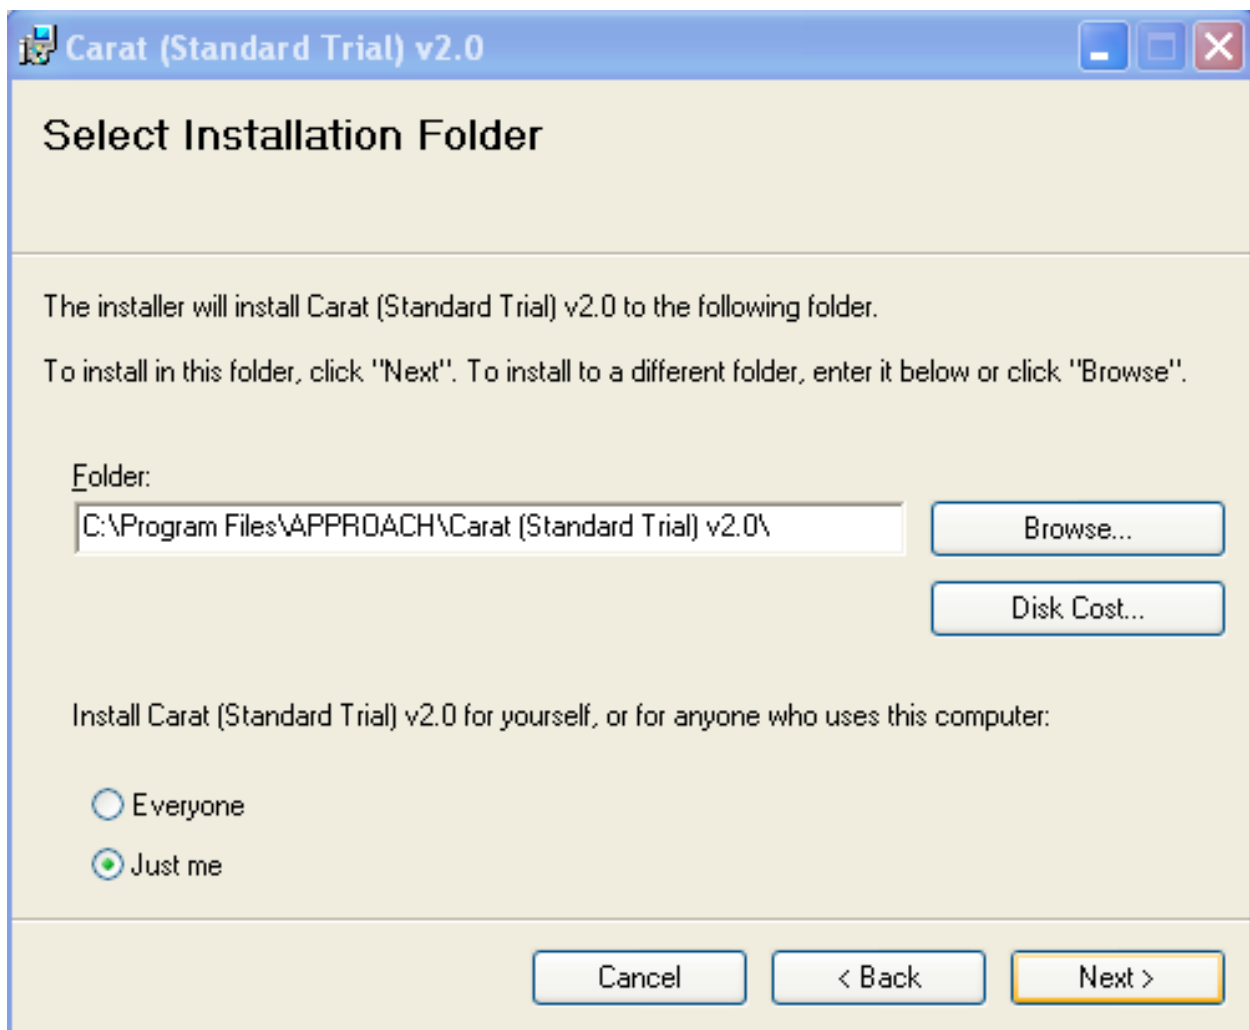 Carat (Standard Trial) v2.0
Select Installation Folder
The installer will install Carat (Standard Trial) v2.0 to the following folder.
To install in this folder, click "Next". To install to a different folder, enter it below or click "Browse".
Folder:
C:\Program Files\APPROACH\Carat (Standard Trial) v2.0\
Browse...
Disk Cost...
Install Carat (Standard Trial) v2.0 for yourself, or for anyone who uses this computer:
Everyone
Just me
Cancel
< Back
Next >